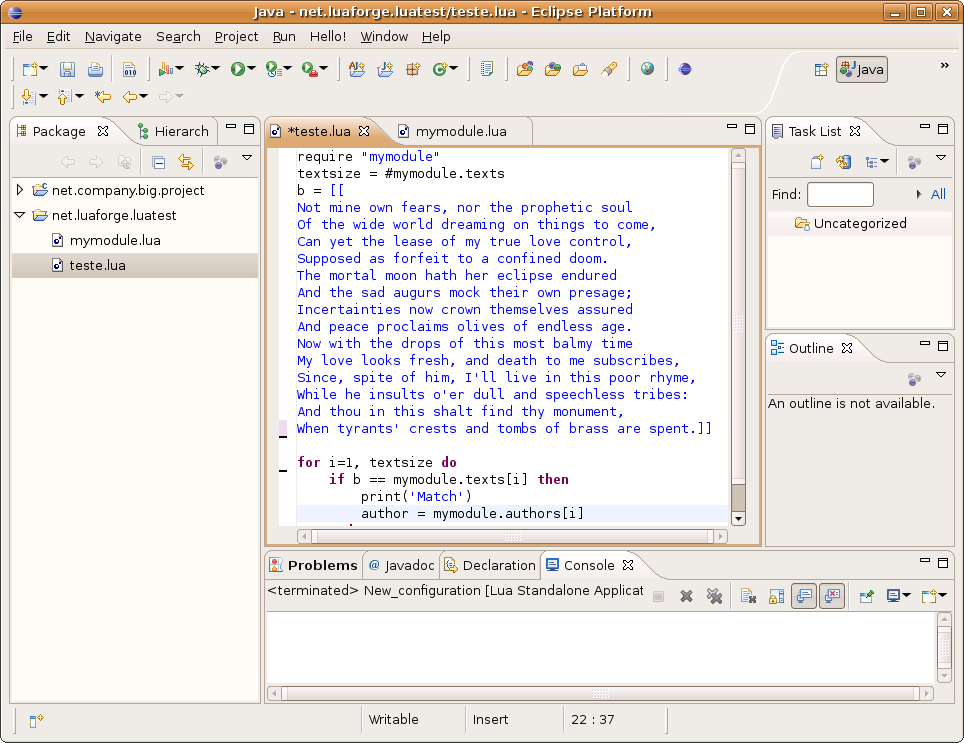 Java - net.luaforge.luatest/teste.lua - Eclipse Platform
File Edit Navigate Search Project Run Hello! Window Help
010
Java
»
Package
Hierarch
net.company.big.project
net.luaforge.luatest
mymodule.lua
teste.lua
*teste.lua
mymodule.lua
require "mymodule"
textsize = #mymodule.texts
b = [[
Not mine own fears, nor the prophetic soul
Of the wide world dreaming on things to come,
Can yet the lease of my true love control,
Supposed as forfeit to a confined doom.
The mortal moon hath her eclipse endured
And the sad augurs mock their own presage;
Incertainties now crown themselves assured
And peace proclaims olives of endless age.
Now with the drops of this most balmy time
My love looks fresh, and death to me subscribes,
Since, spite of him, I'll live in this poor rhyme,
While he insults o'er dull and speechless tribes:
And thou in this shalt find thy monument,
When tyrants' crests and tombs of brass are spent.]]
for i=1, textsize do
if b == mymodule.texts[i] then
print('Match')
author = mymodule.authors[i]
Task List
Find:
All
Uncategorized
Outline
An outline is not available.
Problems
@ Javadoc
Declaration
Console
<terminated> New_configuration [Lua Standalone Applicat
Writable
Insert
22 : 37